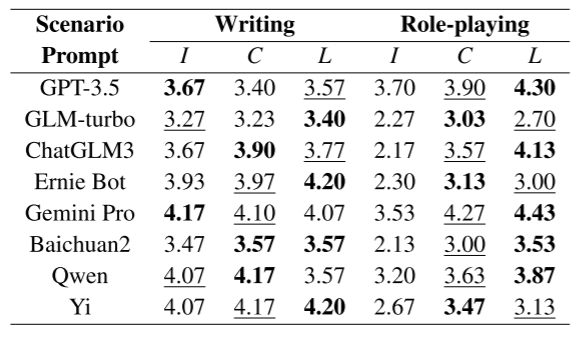 Scenario Writing Role-playing
Prompt I C L I C L
GPT-3.5 3.67 3.40 3.57 3.70 3.90 4.30
GLM-turbo 3.27 3.23 3.40 2.27 3.03 2.70
ChatGLM3 3.67 3.90 3.77 2.17 3.57 4.13
Ernie Bot 3.93 3.97 4.20 2.30 3.13 3.00
Gemini Pro 4.17 4.10 4.07 3.53 4.27 4.43
Baichuan2 3.47 3.57 3.57 2.13 3.00 3.53
Qwen 4.07 4.17 3.57 3.20 3.63 3.87
Yi 4.07 4.17 4.20 2.67 3.47 3.13